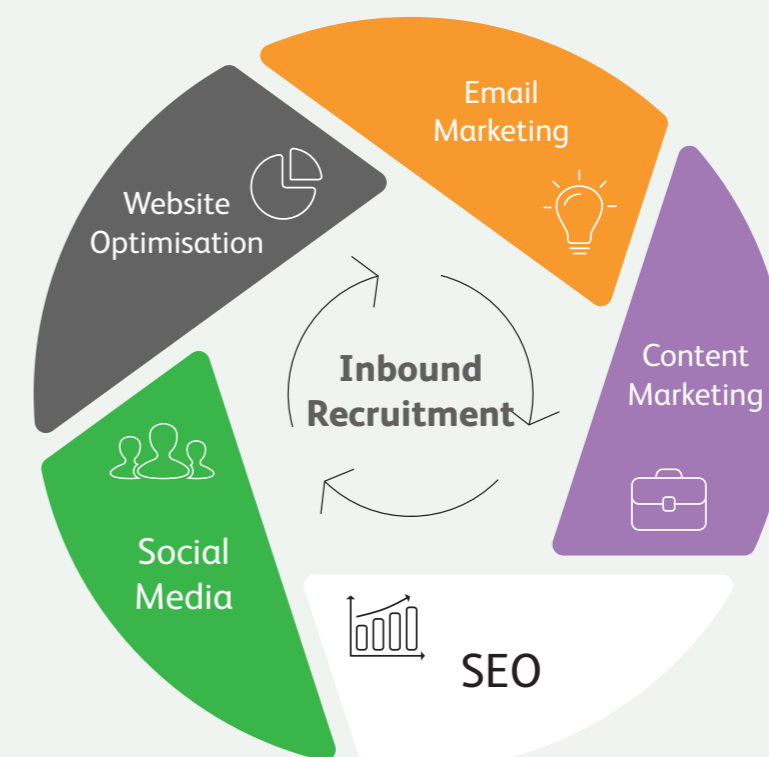 Email
Marketing
Website
Optimisation
Content
Marketing
Inbound
Recruitment
Social
Media
SEO